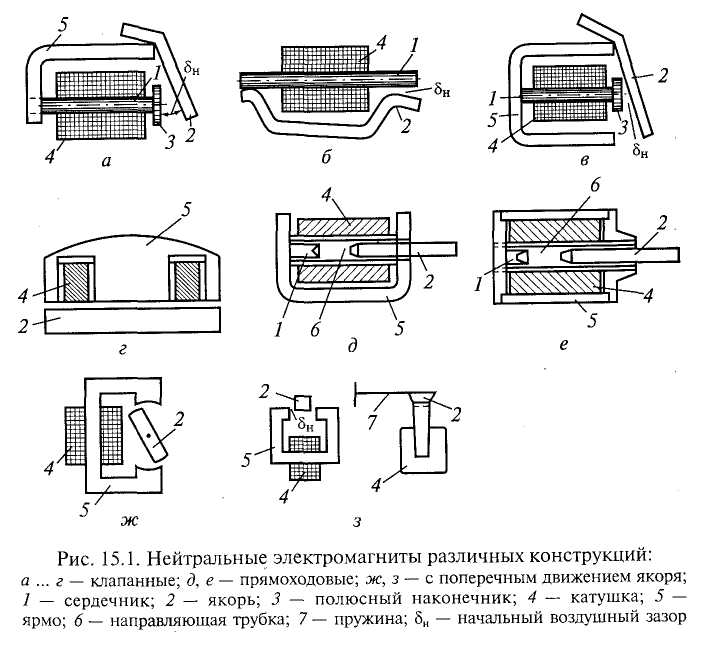 5
1
δн
4
3
2
а
4
1
δн
2
б
1
5
4
2
3
δн
в
5
4
2
г
4
2
1
6
5
д
6
2
1
4
5
е
2
4
5
ж
2
δн
5
4
з
7
2
4
Рис. 15.1. Нейтральные электромагниты различных конструкций:
а ... г — клапанные; д, е — прямоходовые; ж, з — с поперечным движением якоря;
1 — сердечник; 2 — якорь; 3 — полюсный наконечник; 4 — катушка; 5 —
ярмо; 6 — направляющая трубка; 7 — пружина; δн — начальный воздушный зазор